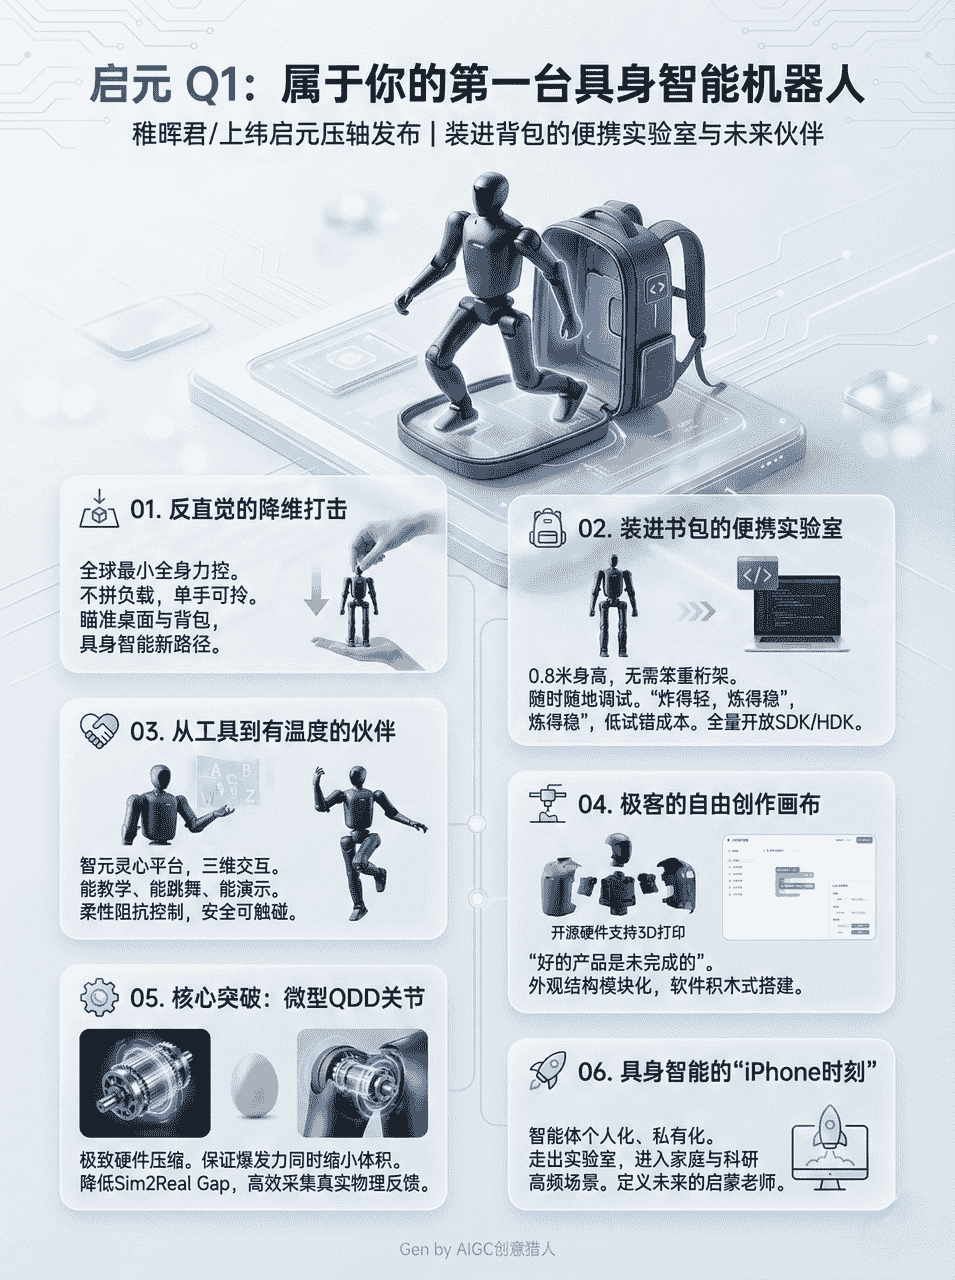 启元 Q1：属于你的第一台具身智能机器人
稚晖君/上纬启元压轴发布 | 装进背包的便携实验室与未来伙伴
01. 反直觉的降维打击
全球最小全身力控。
不拼负载，单手可拎。
瞄准桌面与背包，
具身智能新路径。
02. 装进书包的便携实验室
</>
0.8米身高，无需笨重桁架。
随时随地调试。“炸得轻，炼得稳”，
炼得稳”，低试错成本。全量开放SDK/HDK。
03. 从工具到有温度的伙伴
智元灵心平台，三维交互。
能教学、能跳舞、能演示。
柔性阻抗控制，安全可触碰。
04. 极客的自由创作画布
开源硬件支持3D打印
“好的产品是未完成的”。
外观结构模块化，软件积木式搭建。
05. 核心突破：微型QDD关节
极致硬件压缩。保证爆发力同时缩小体积。
降低Sim2Real Gap，高效采集真实物理反馈。
06. 具身智能的“iPhone时刻”
智能体个人化、私有化。
走出实验室，进入家庭与科研
高频场景。定义未来的启蒙老师。
Gen by AIGC创意猎人